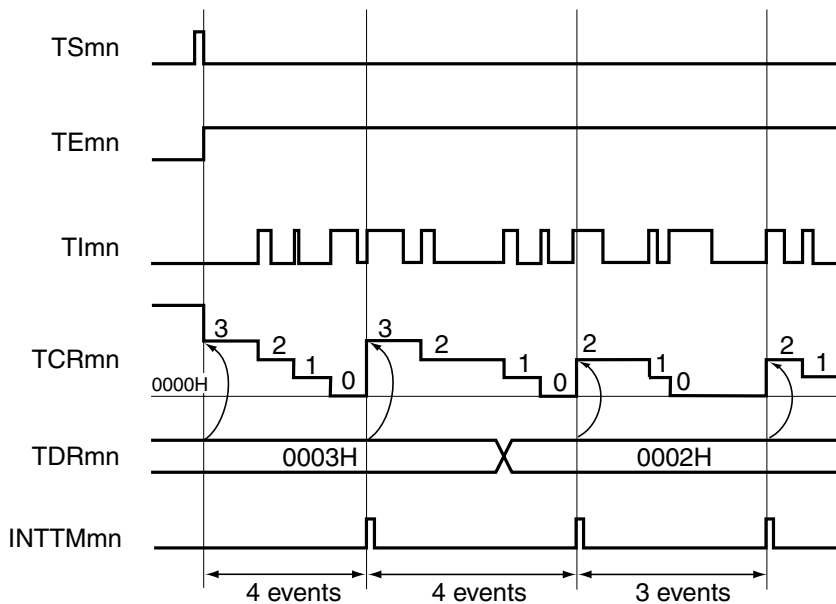 TSmn
TEmn
TImn
TCRmn
3
2
1
0
3
2
1
0
2
1
0
2
1
0000H
TDRmn
0003H
0002H
INTTMmn
4 events
4 events
3 events